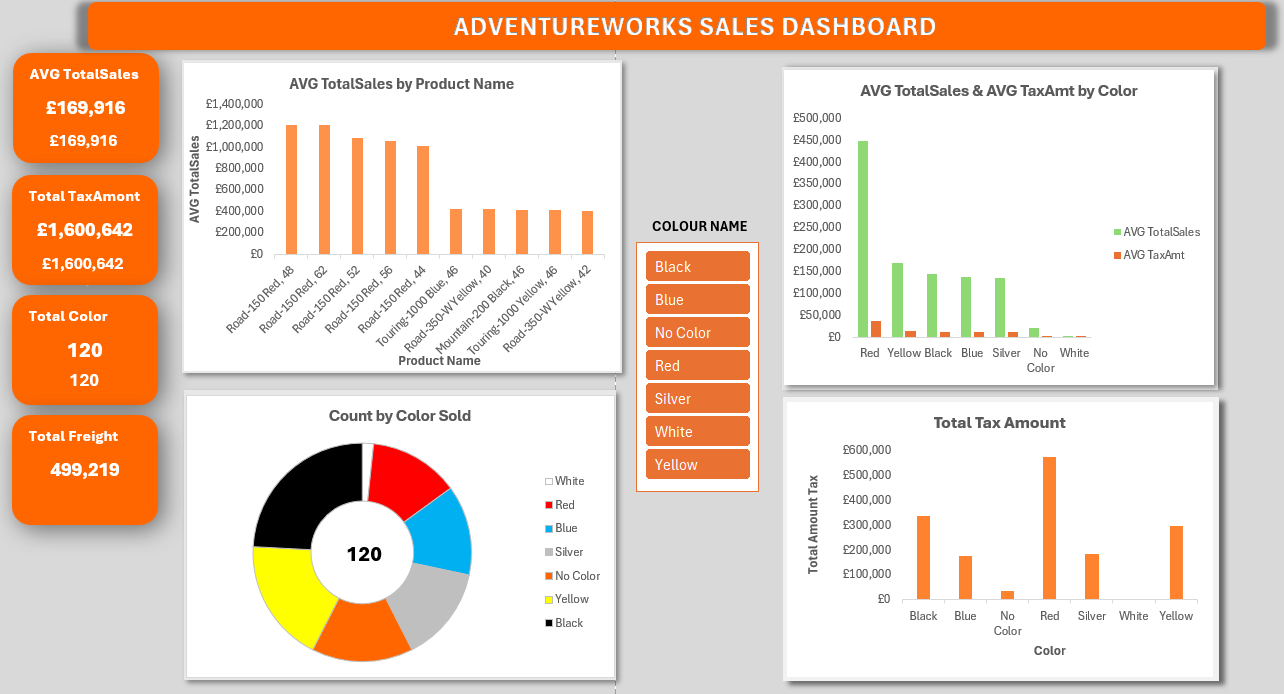 ADVENTUREWORKS SALES DASHBOARD
AVG TotalSales
£169,916
£169,916
Total TaxAmont
£1,600,642
£1,600,642
Total Color
120
120
Total Freight
499,219
AVG TotalSales by Product Name
AVG TotalSales
£1,400,000
£1,200,000
£1,000,000
£800,000
£600,000
£400,000
£200,000
£0
Road-150 Red, 48
Road-150 Red, 62
Road-150 Red, 52
Road-150 Red, 56
Road-150 Red, 44
Touring-1000 Blue, 46
Road-350-W Yellow, 40
Mountain-200 Black, 46
Touring-1000 Yellow, 46
Road-350-W Yellow, 42
Product Name
Count by Color Sold
120
White
Red
Blue
Silver
No Color
Yellow
Black
COLOUR NAME
Black
Blue
No Color
Red
Silver
White
Yellow
AVG TotalSales & AVG TaxAmt by Color
£500,000
£450,000
£400,000
£350,000
£300,000
£250,000
£200,000
£150,000
£100,000
£50,000
£0
Red
Yellow
Black
Blue
Silver
No
Color
White
AVG TotalSales
AVG TaxAmt
Total Tax Amount
Total Amount Tax
£600,000
£500,000
£400,000
£300,000
£200,000
£100,000
£0
Black
Blue
No
Color
Red
Silver
White
Yellow
Color